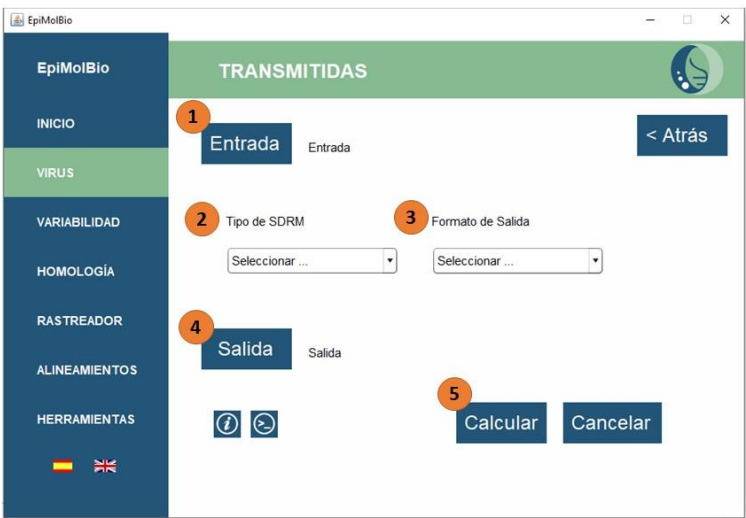 EpiMolBio
EpiMolBio
TRANSMITIDAS
INICIO
VIRUS
VARIABILIDAD
HOMOLOGÍA
RASTREADOR
ALINEAMIENTOS
HERRAMIENTAS
1
Entrada Entrada
< Atrás
2 Tipo de SDRM
3 Formato de Salida
Seleccionar ... Seleccionar ...
4
Salida Salida
5
Calcular Cancelar